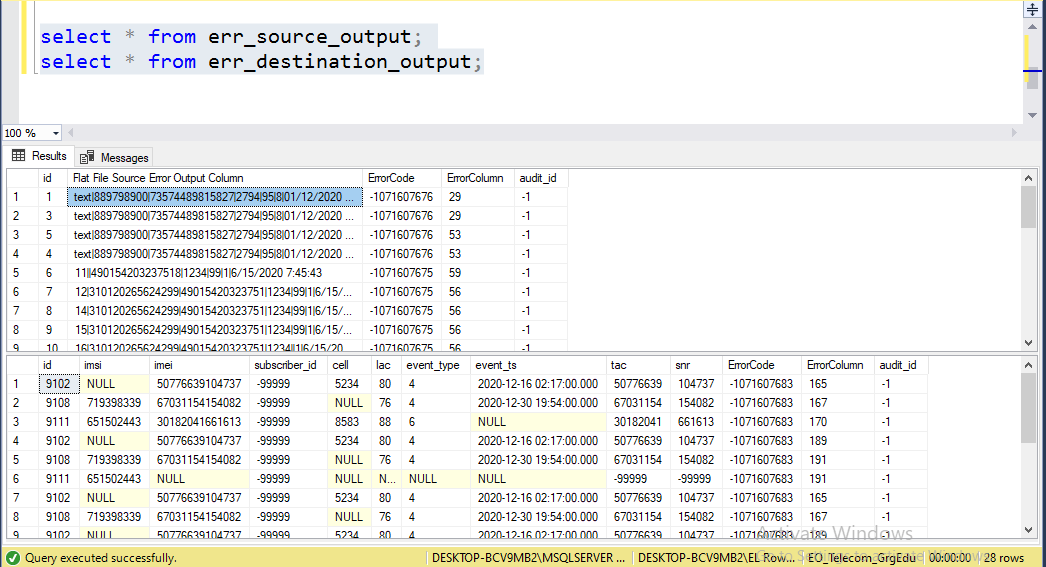 select * from err_source_output;
select * from err_destination_output;
100 %
Results Messages
id Flat File Source Error Output Column ErrorCode ErrorColumn audit_id
1 1 text|889798900|73574489815827|2794|95|8|01/12/2020 ... -1071607676 29 -1
2 3 text|889798900|73574489815827|2794|95|8|01/12/2020 ... -1071607676 29 -1
3 5 text|889798900|73574489815827|2794|95|8|01/12/2020 ... -1071607676 53 -1
4 4 text|889798900|73574489815827|2794|95|8|01/12/2020 ... -1071607676 53 -1
5 6 11||490154203237518|1234|99|1|6/15/2020 7:45:43 -1071607676 59 -1
6 7 12|310120265624299|49015420323751|1234|99|1|6/15/... -1071607675 56 -1
7 8 14|310120265624299|49015420323751|1234|99|1|6/15/... -1071607675 56 -1
8 9 15|310120265624299|49015420323751|1234|99|1|6/15/... -1071607675 56 -1
9 10 16|310120265624299|49015420323751|1234||1|6/15/20... -1071607675 56 -1
id imsi imei subscriber_id cell lac event_type event_ts tac snr ErrorCode ErrorColumn audit_id
1 9102 NULL 50776639104737 -99999 5234 80 4 2020-12-16 02:17:00.000 50776639 104737 -1071607683 165 -1
2 9108 719398339 67031154154082 -99999 NULL 76 4 2020-12-30 19:54:00.000 67031154 154082 -1071607683 167 -1
3 9111 651502443 30182041661613 -99999 8583 88 6 NULL 30182041 661613 -1071607683 170 -1
4 9102 NULL 50776639104737 -99999 5234 80 4 2020-12-16 02:17:00.000 50776639 104737 -1071607683 189 -1
5 9108 719398339 67031154154082 -99999 NULL 76 4 2020-12-30 19:54:00.000 67031154 154082 -1071607683 191 -1
6 9111 651502443 NULL -99999 NULL N... NULL NULL -99999 -99999 -1071607683 191 -1
7 9102 NULL 50776639104737 -99999 5234 80 4 2020-12-16 02:17:00.000 50776639 104737 -1071607683 165 -1
8 9108 719398339 67031154154082 -99999 NULL 76 4 2020-12-30 19:54:00.000 67031154 154082 -1071607683 167 -1
9 9102 NULL 50776639104737 -99999 5234 80 4 2020-12-16 02:17:00.000 50776639 104737 -1071607683 189 -1
Activate Windows
Go to Settings to activate Windows.
Query executed successfully. DESKTOP-BCV9MB2\MSQLSERVER ... DESKTOP-BCV9MB2\EL Row... EO_Telecom_GrgEdu 00:00:00 28 rows